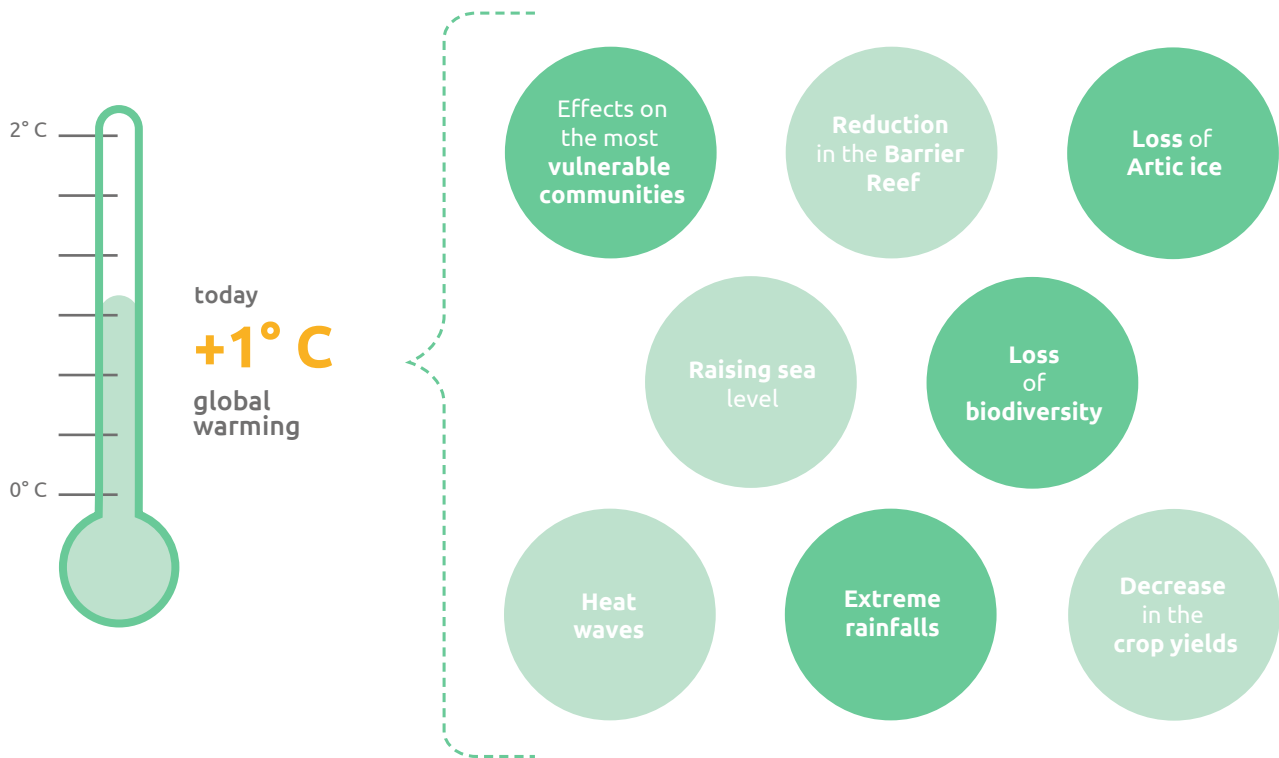 2° C
0° C
today
+1° C
global
warming
Effects on
the most
vulnerable
communities
Reduction
in the Barrier
Reef
Loss of
Artic ice
Raising sea
level
Loss
of
biodiversity
Heat
waves
Extreme
rainfalls
Decrease
in the
crop yields